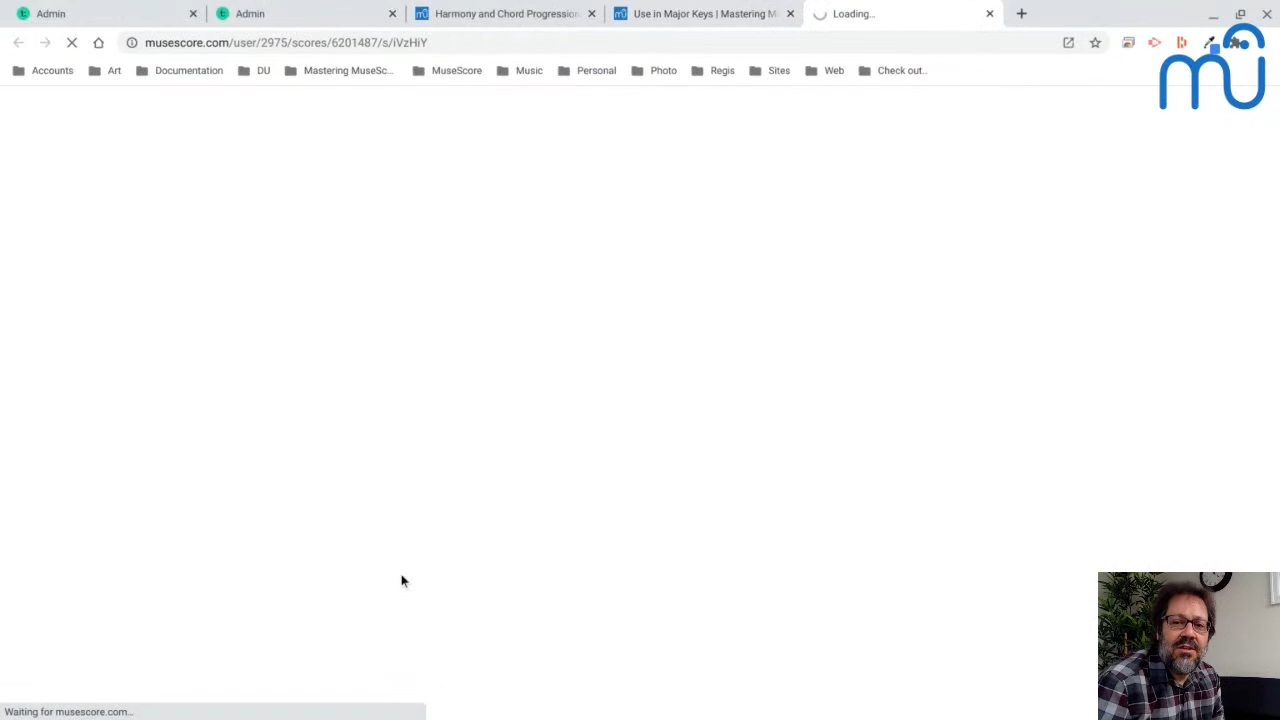 Admin
Admin
Harmony and Chord Progression
Use in Major Keys | Mastering M
Loading...
musescore.com/user/2975/scores/6201487/s/iVzHiY
Accounts
Art
Documentation
DU
Mastering MuseSc...
MuseScore
Music
Personal
Photo
Regis
Sites
Web
Check out..
Waiting for musescore.com...